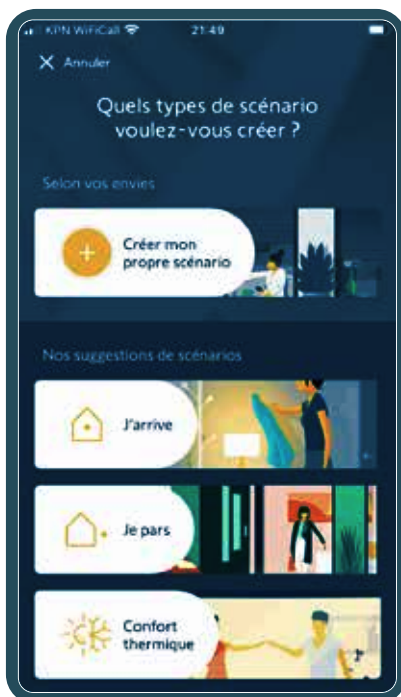 KPN WiFiCall 21:49
Annuler
Quels types de scénario
voulez-vous créer ?
Selon vos envies
Créer mon
propre scénario
Nos suggestions de scénarios
J'arrive
Je pars
Confort
thermique